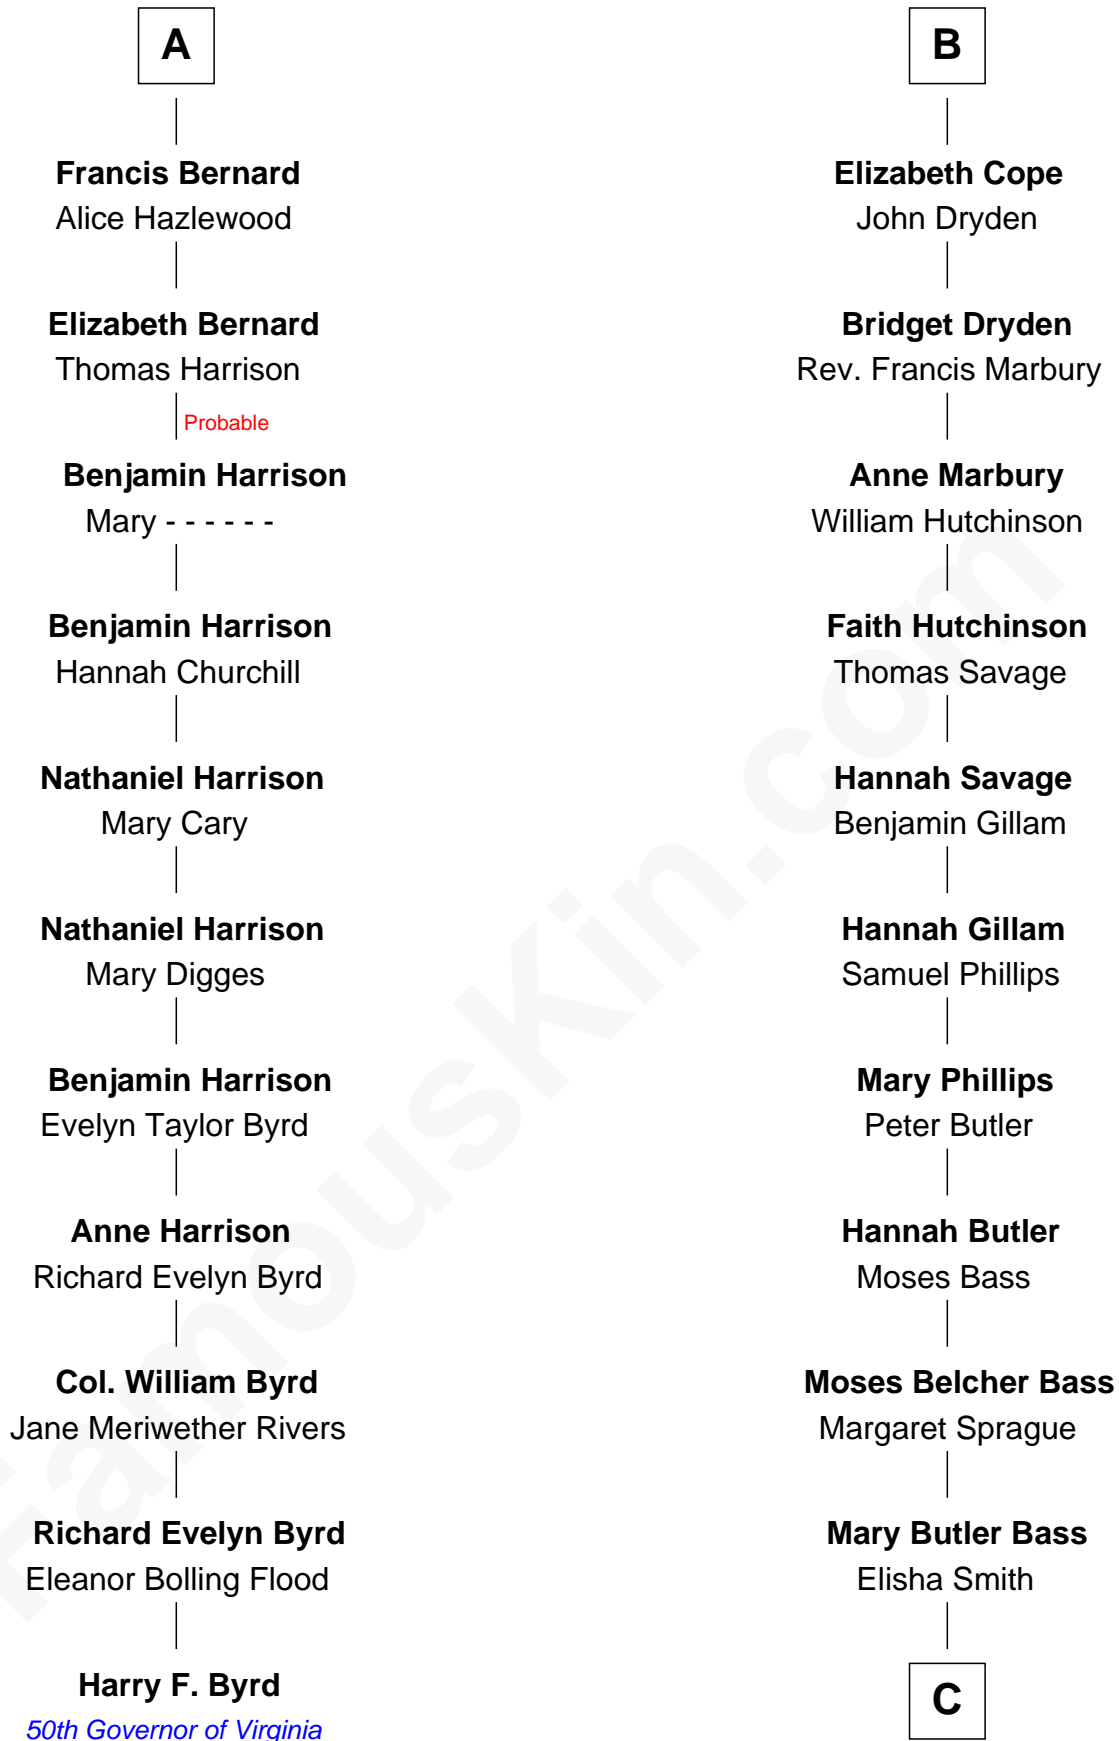 A
Francis Bernard
Alice Hazlewood
Elizabeth Bernard
Thomas Harrison
Probable
Benjamin Harrison
Mary - - - - - -
Benjamin Harrison
Hannah Churchill
Nathaniel Harrison
Mary Cary
Nathaniel Harrison
Mary Digges
Benjamin Harrison
Evelyn Taylor Byrd
Anne Harrison
Richard Evelyn Byrd
Col. William Byrd
Jane Meriwether Rivers
Richard Evelyn Byrd
Eleanor Bolling Flood
Harry F. Byrd
50th Governor of Virginia
B
Elizabeth Cope
John Dryden
Bridget Dryden
Rev. Francis Marbury
Anne Marbury
William Hutchinson
Faith Hutchinson
Thomas Savage
Hannah Savage
Benjamin Gillam
Hannah Gillam
Samuel Phillips
Mary Phillips
Peter Butler
Hannah Butler
Moses Bass
Moses Belcher Bass
Margaret Sprague
Mary Butler Bass
Elisha Smith
C
FamousKin.com